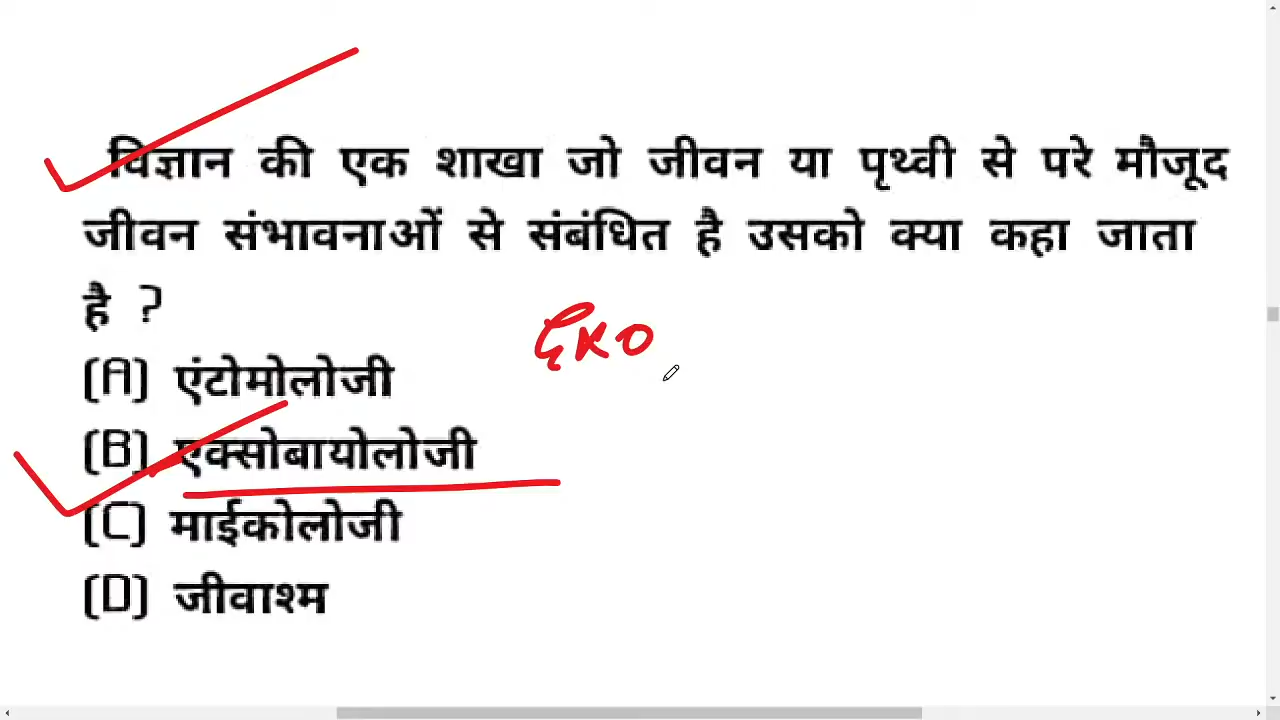 विज्ञान की एक शाखा जो जीवन या पृथ्वी से परे मौजूद
जीवन संभावनाओं से संबंधित है उसको क्या कहा जाता
है ?
(A) एंटोमोलोजी
(B) एक्सोबायोलोजी
(C) माईकोलोजी
(D) जीवाश्म